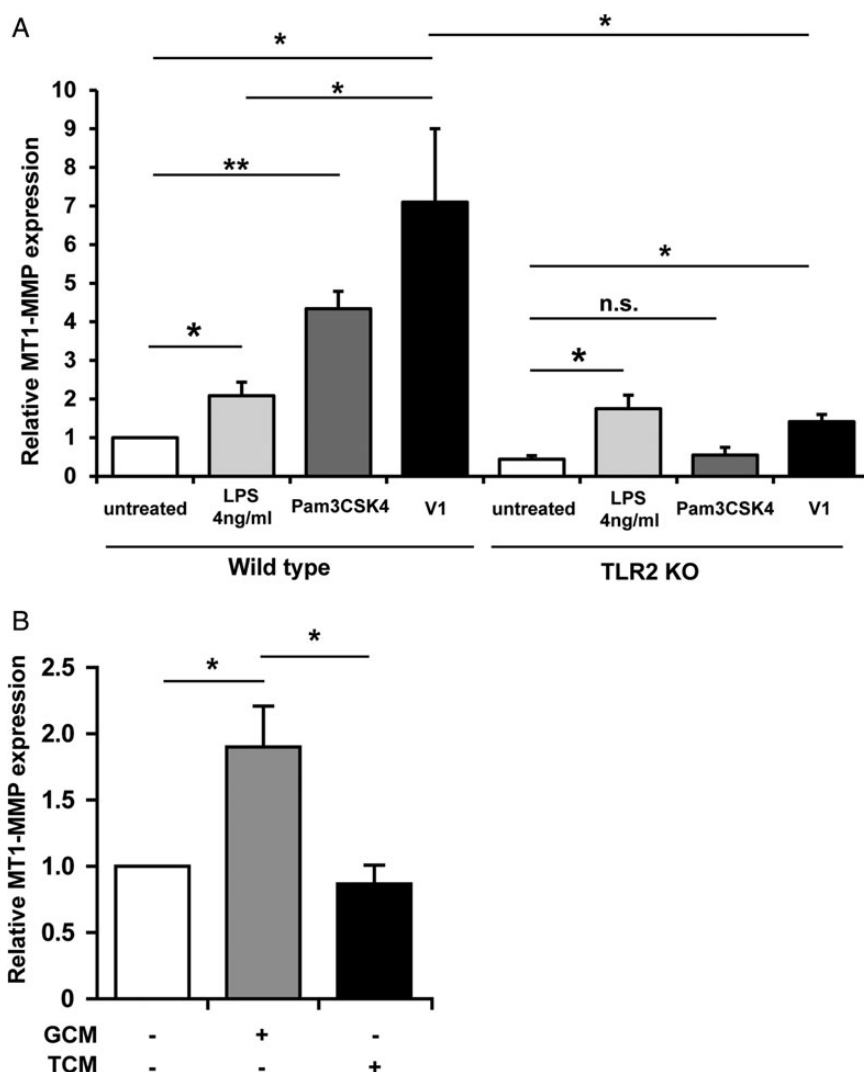 A
*
*
*
**
*
*
n.s.
*
Relative MT1-MMP expression
10
9
8
7
6
5
4
3
2
1
0
untreated LPS 4ng/ml Pam3CSK4 V1 untreated LPS 4ng/ml Pam3CSK4 V1
Wild type TLR2 KO
B
* *
Relative MT1-MMP expression
2.5
2.0
1.5
1.0
0.5
0
GCM - + -
TCM - - +